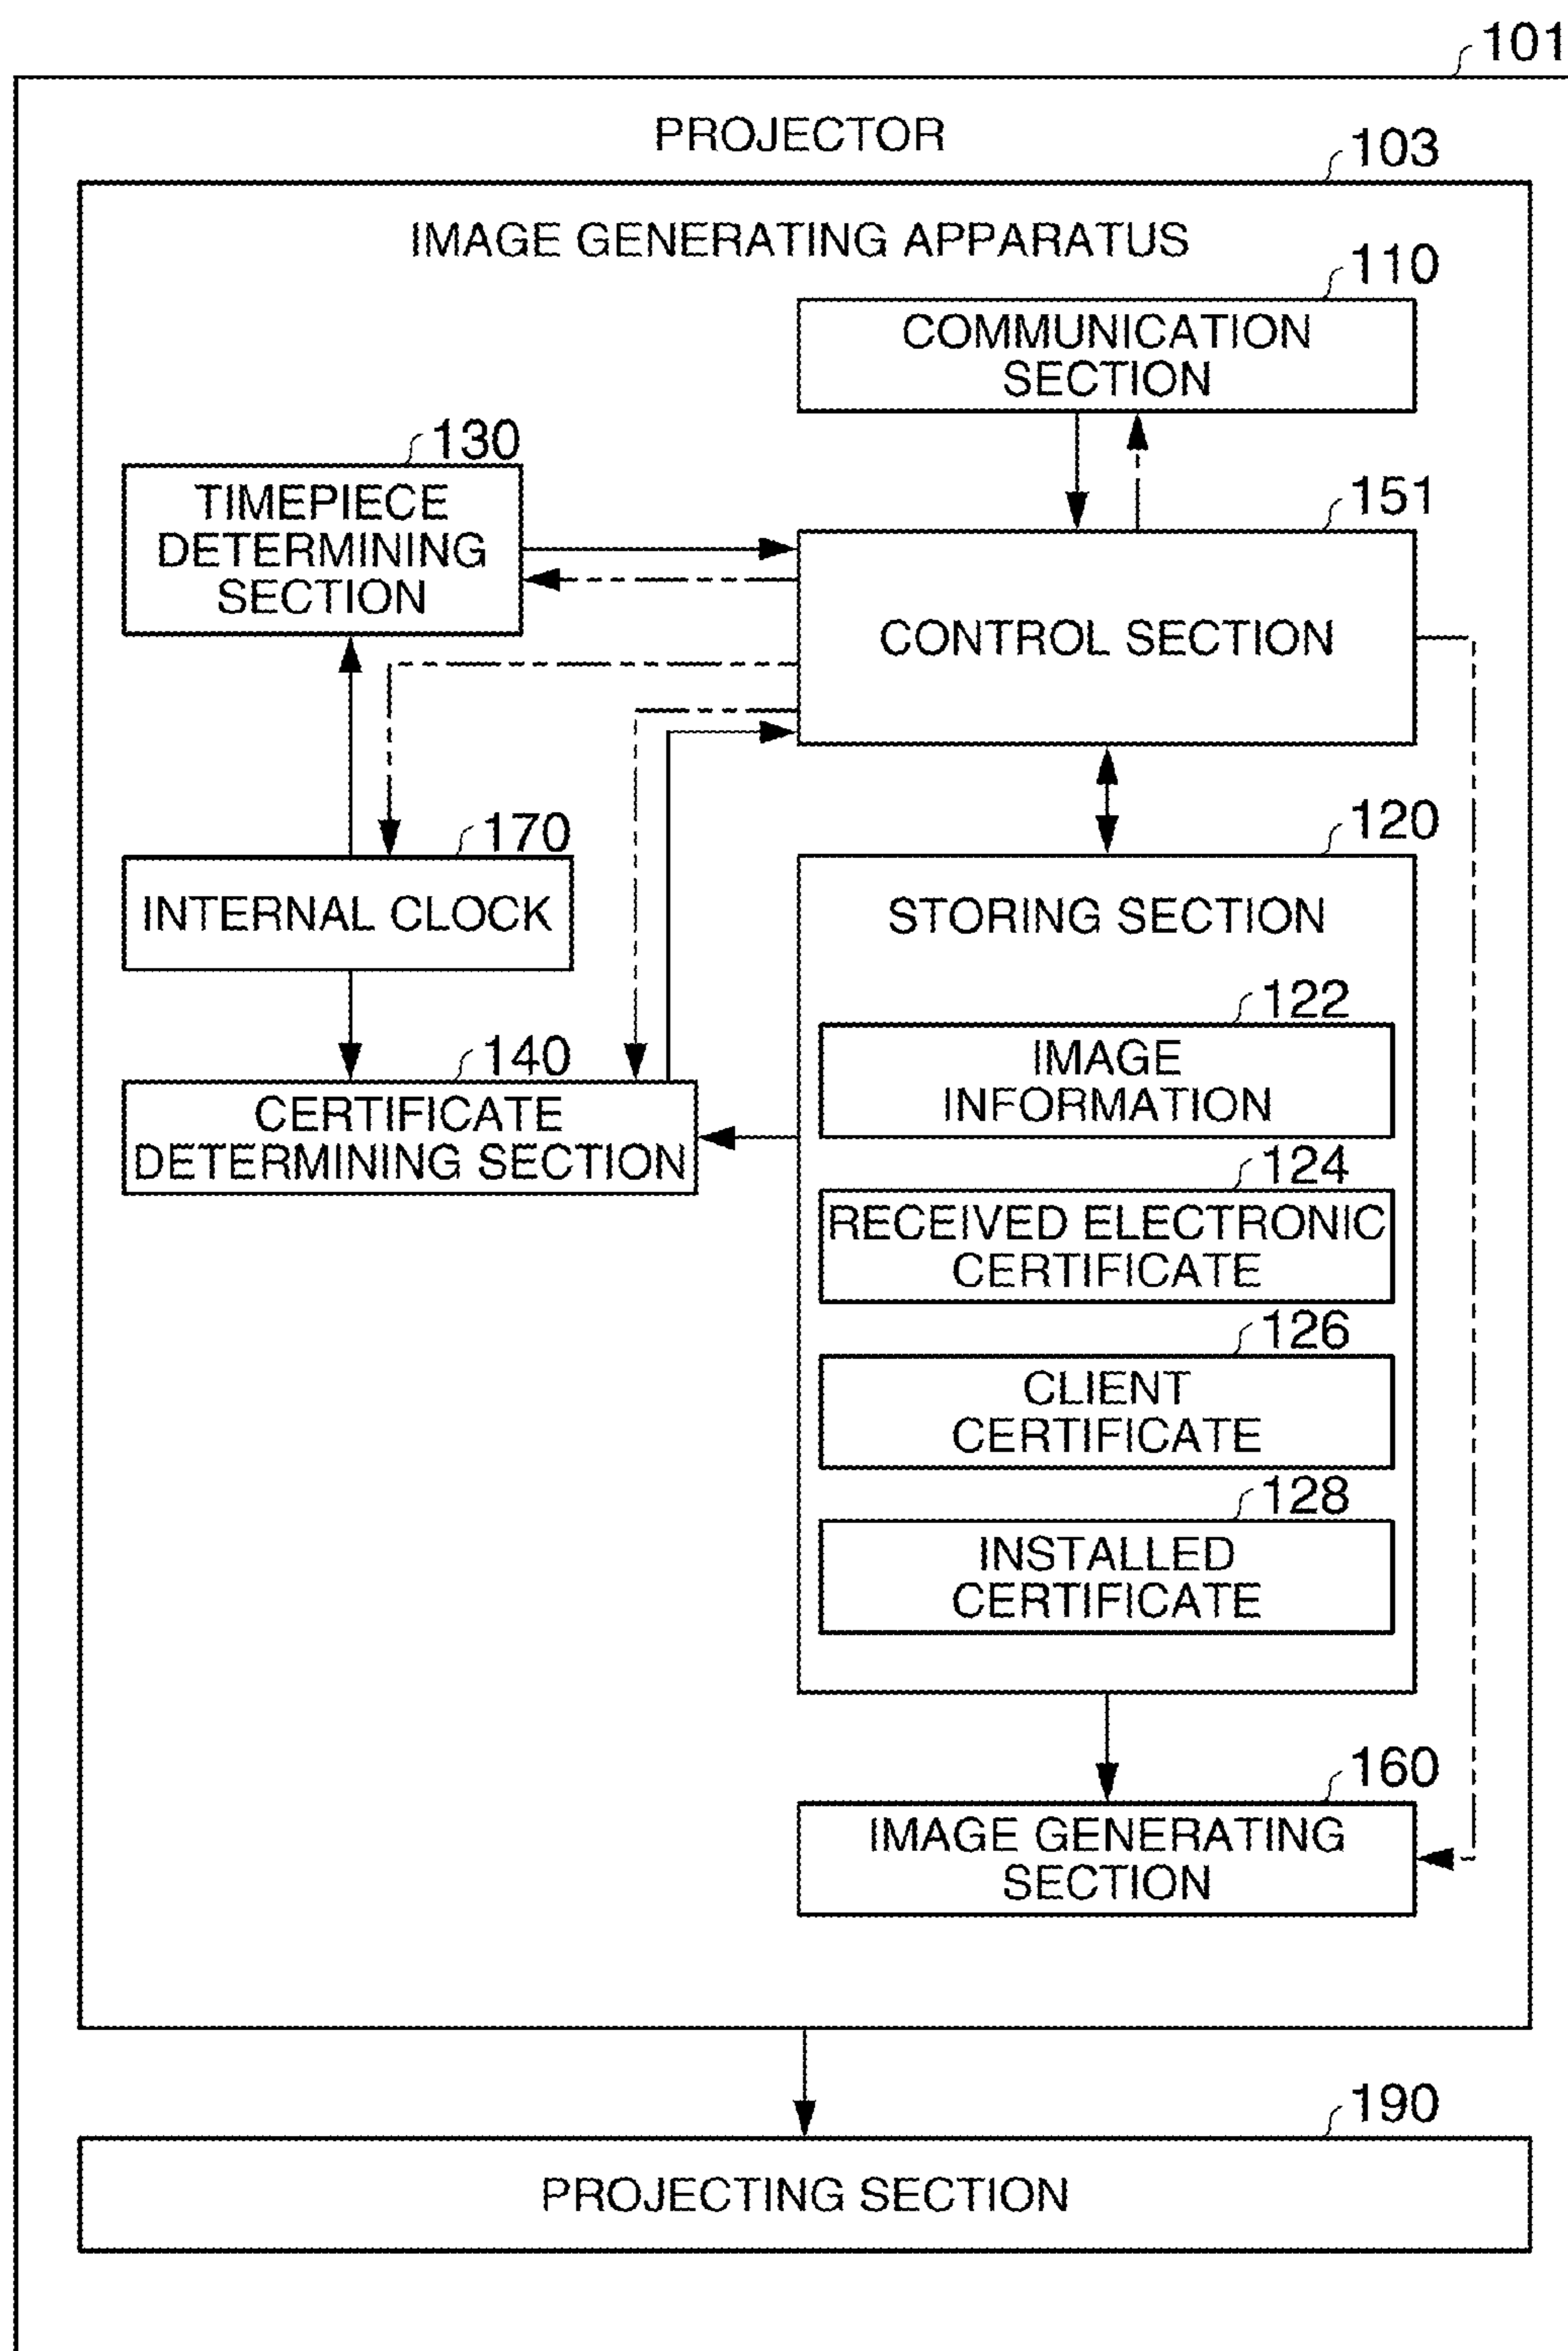 101
PROJECTOR
103
IMAGE GENERATING APPARATUS
110
COMMUNICATION
SECTION
130
TIMEPIECE
DETERMINING
SECTION
151
CONTROL SECTION
170
INTERNAL CLOCK
120
STORING SECTION
122
IMAGE
INFORMATION
140
CERTIFICATE
DETERMINING SECTION
124
RECEIVED ELECTRONIC
CERTIFICATE
126
CLIENT
CERTIFICATE
128
INSTALLED
CERTIFICATE
160
IMAGE GENERATING
SECTION
190
PROJECTING SECTION